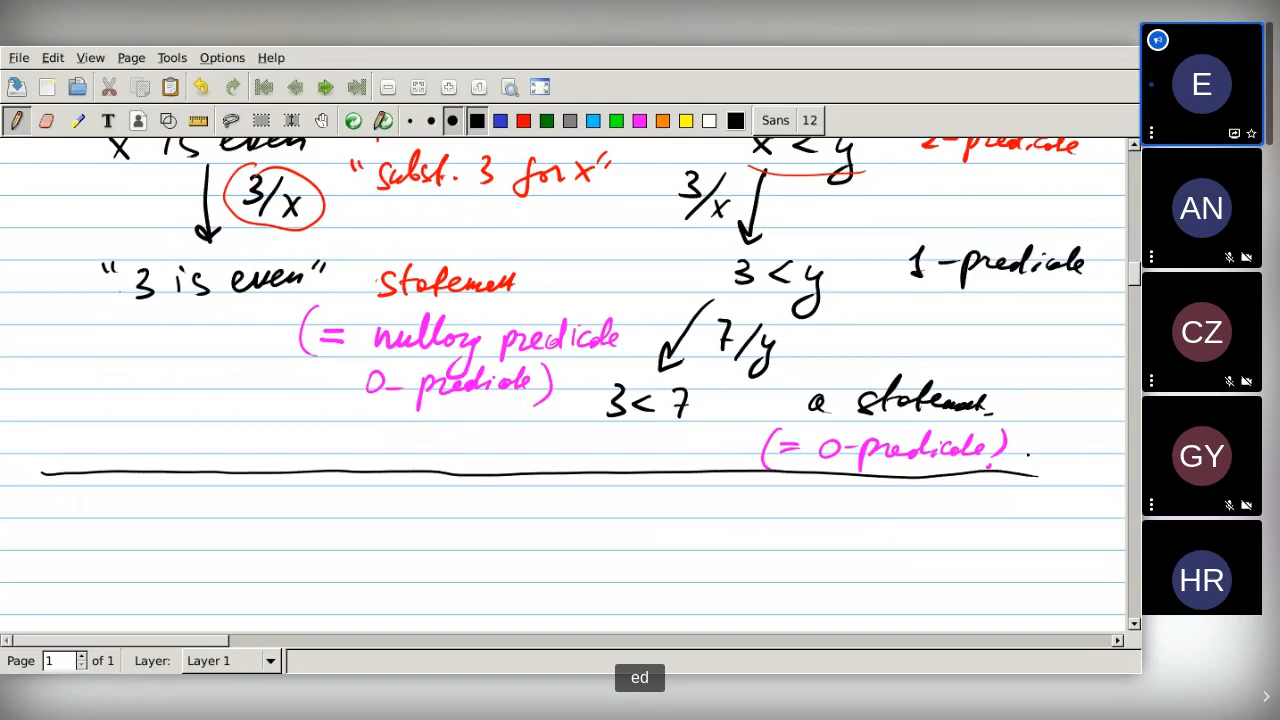 File Edit View Page Tools Options Help
Sans 12
x is even
3/x
"subst. 3 for x"
x < y
2-predicate
3/x
"3 is even" statement
3 < y
1-predicate
(= nullary predicate
0-predicate)
7/y
3 < 7
a statement
(= 0-predicate).
Page 1 of 1 Layer: Layer 1
ed
E
AN
CZ
GY
HR